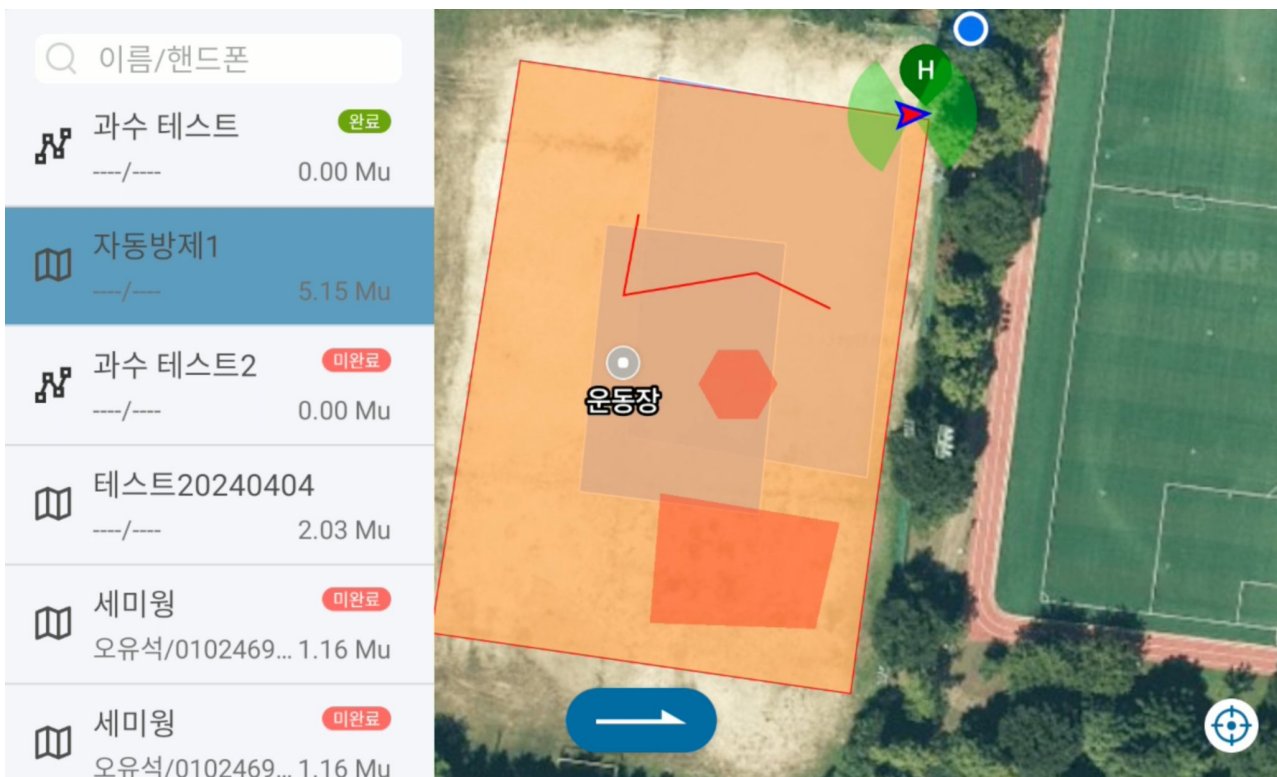 이름/핸드폰
과수 테스트
완료
----/----
0.00 Mu
자동방제1
----/----
5.15 Mu
과수 테스트2
미완료
----/----
0.00 Mu
테스트20240404
----/----
2.03 Mu
세미웡
미완료
오유석/0102469...
1.16 Mu
세미웡
미완료
오유석/0102469...
1.16 Mu
H
NAVER
운동장